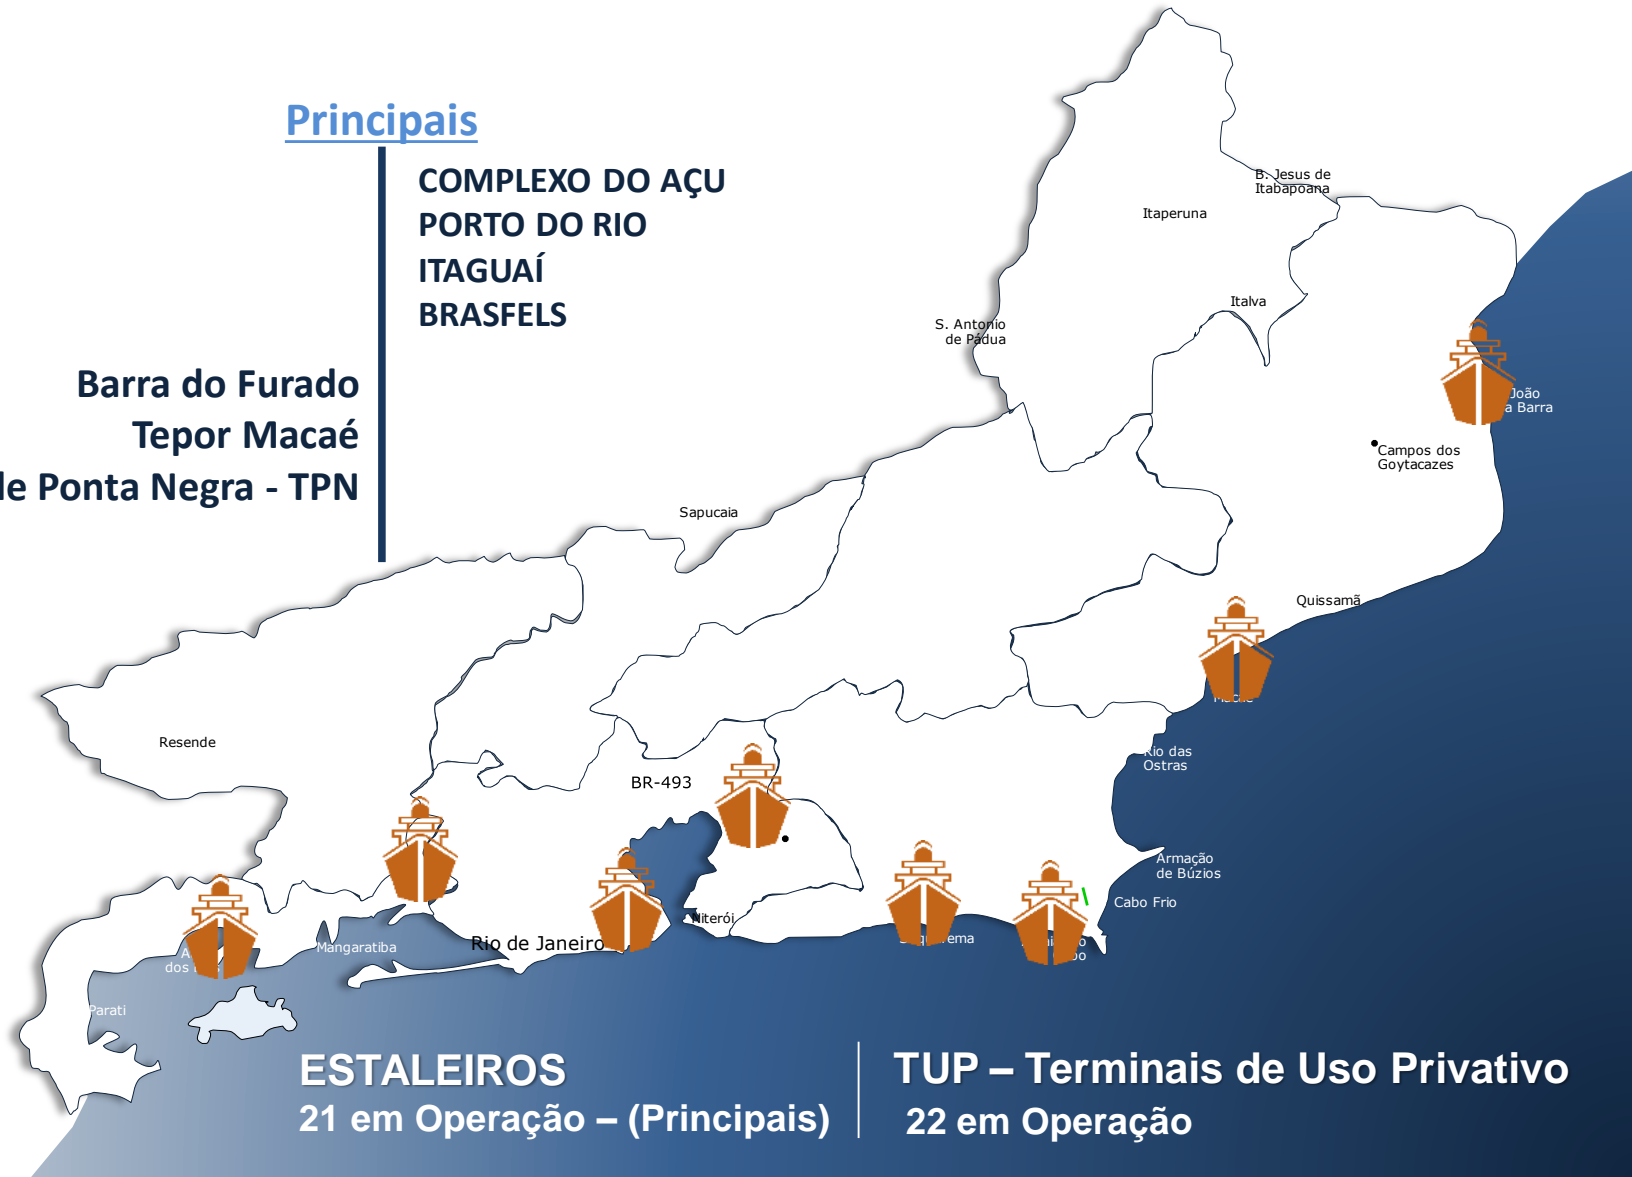 Principais
COMPLEXO DO AÇU
PORTO DO RIO
ITAGUAÍ
BRASFELS
Barra do Furado
Tepor Macaé
Ponta Negra - TPN
B. Jesus de
Itabapoana
Itaperuna
Italva
S. Antonio
de Pádua
João
Barra
Campos dos
Goytacazes
Sapucaia
Quissamã
Macaé
Resende
Rio das
Ostras
BR-493
Armação
de Búzios
Cabo Frio
Niterói
Rio de Janeiro
Mangaratiba
dos
Parati
ESTALEIROS
21 em Operação – (Principais)
TUP – Terminais de Uso Privativo
22 em Operação